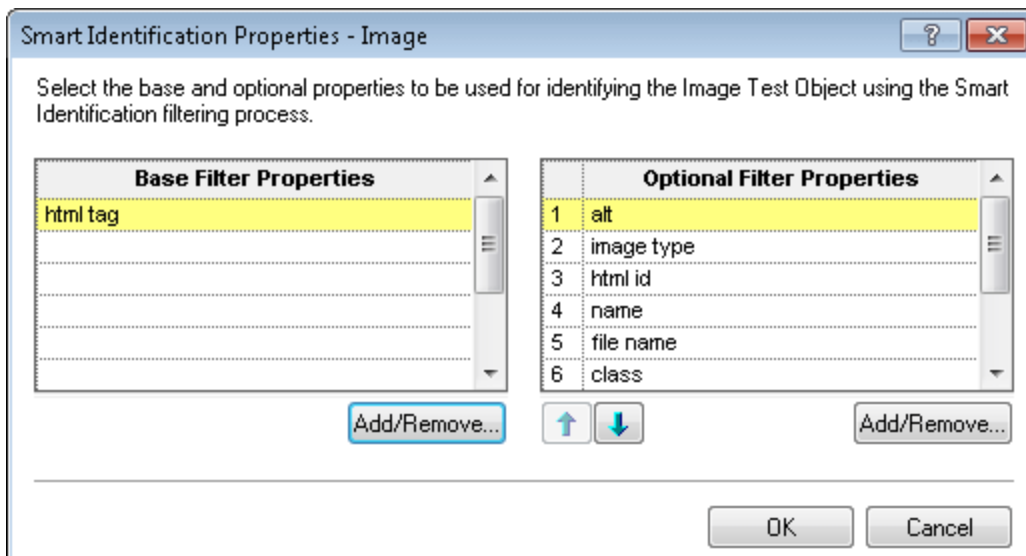 Smart Identification Properties - Image
Select the base and optional properties to be used for identifying the Image Test Object using the Smart
Identification filtering process.
Base Filter Properties
html tag
Add/Remove...
Optional Filter Properties
1 alt
2 image type
3 html id
4 name
5 file name
6 class
Add/Remove...
OK
Cancel